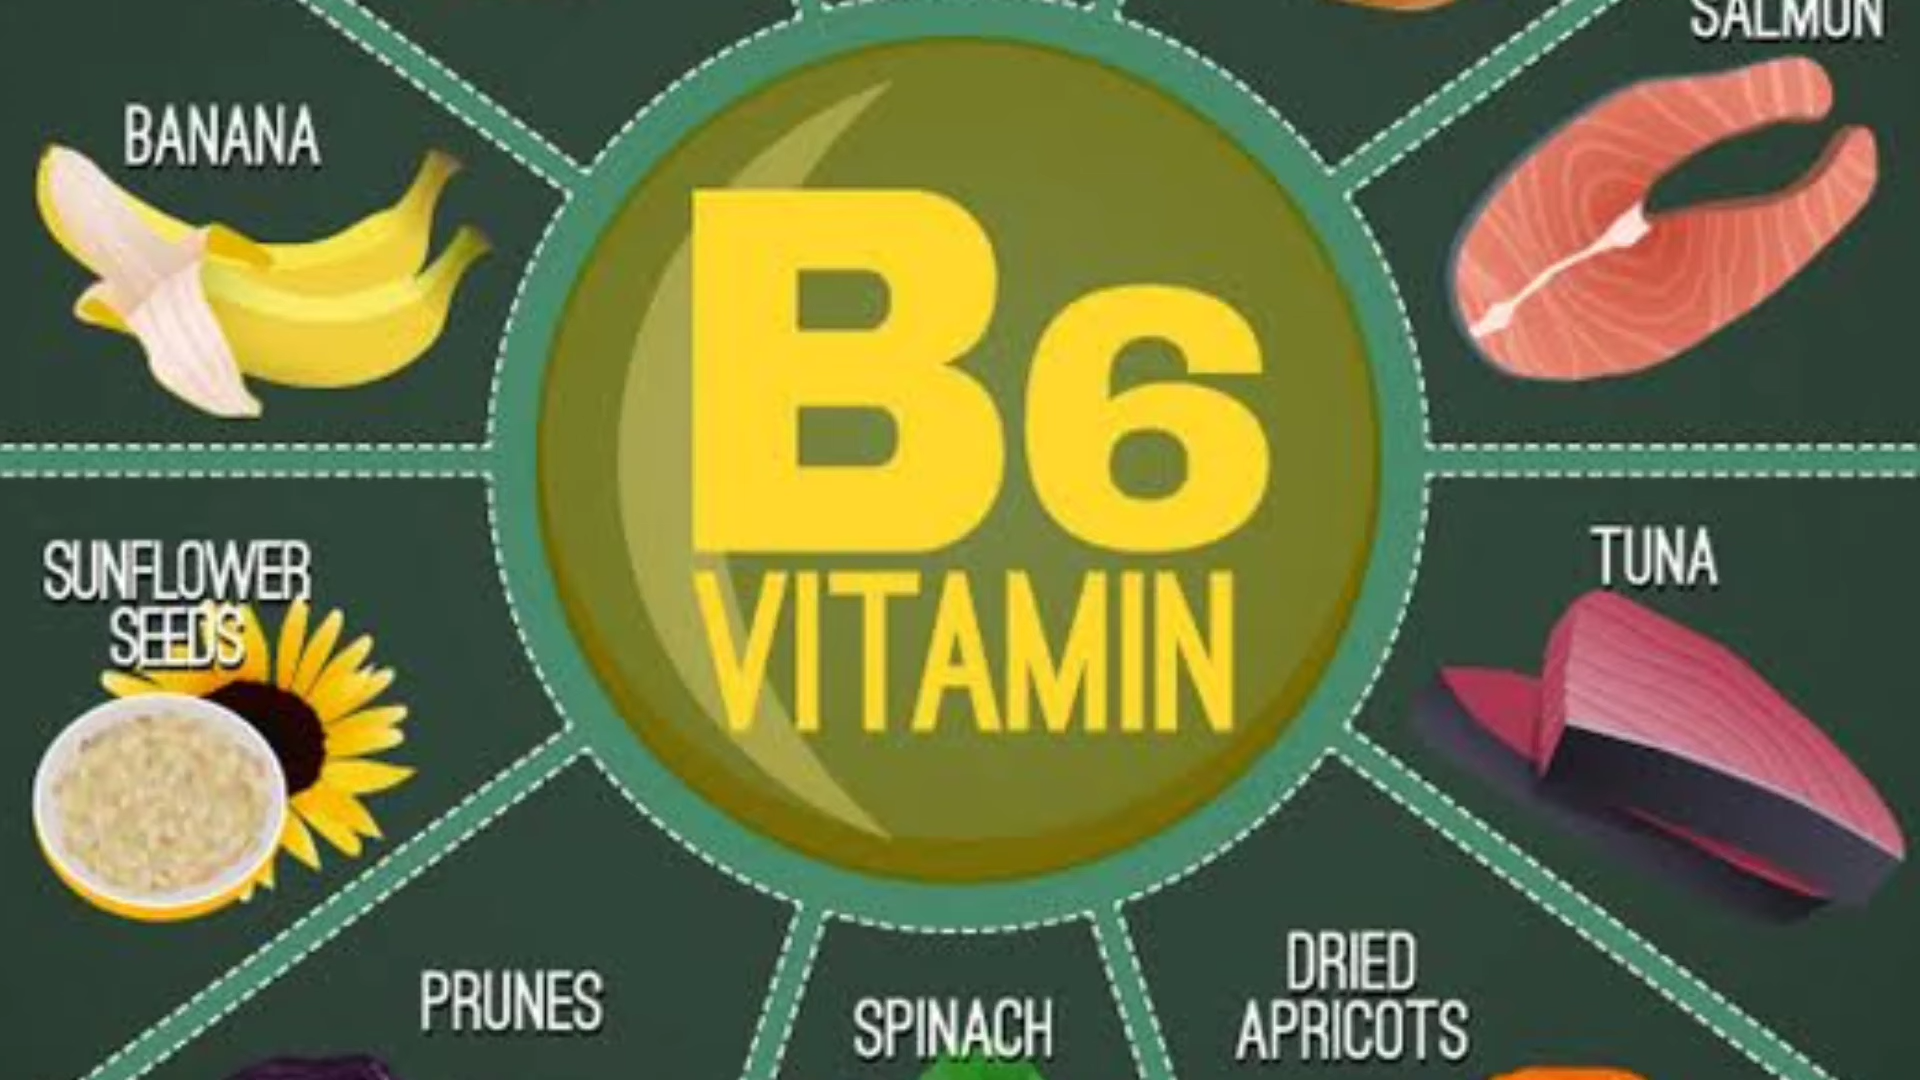 SALMON
BANANA
B6
VITAMIN
SUNFLOWER
SEEDS
TUNA
PRUNES
SPINACH
DRIED
APRICOTS